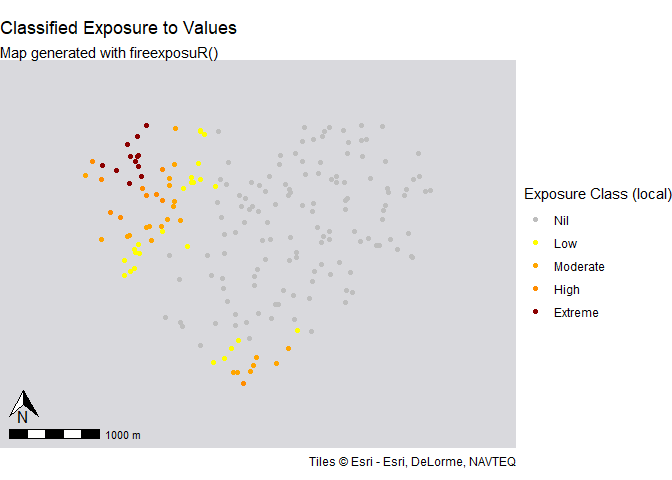 Classified Exposure to Values
Map generated with fireexposuR()
Exposure Class (local)
Nil
Low
Moderate
High
Extreme
N
1000 m
Tiles © Esri - Esri, DeLorme, NAVTEQ